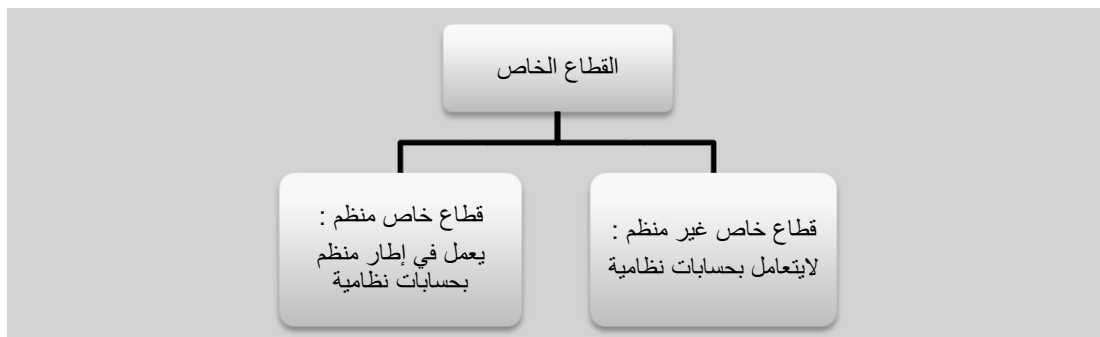 القطاع الخاص
قطاع خاص غير منظم :
لايتعامل بحسابات نظامية
قطاع خاص منظم :
يعمل في إطار منظم
بحسابات نظامية